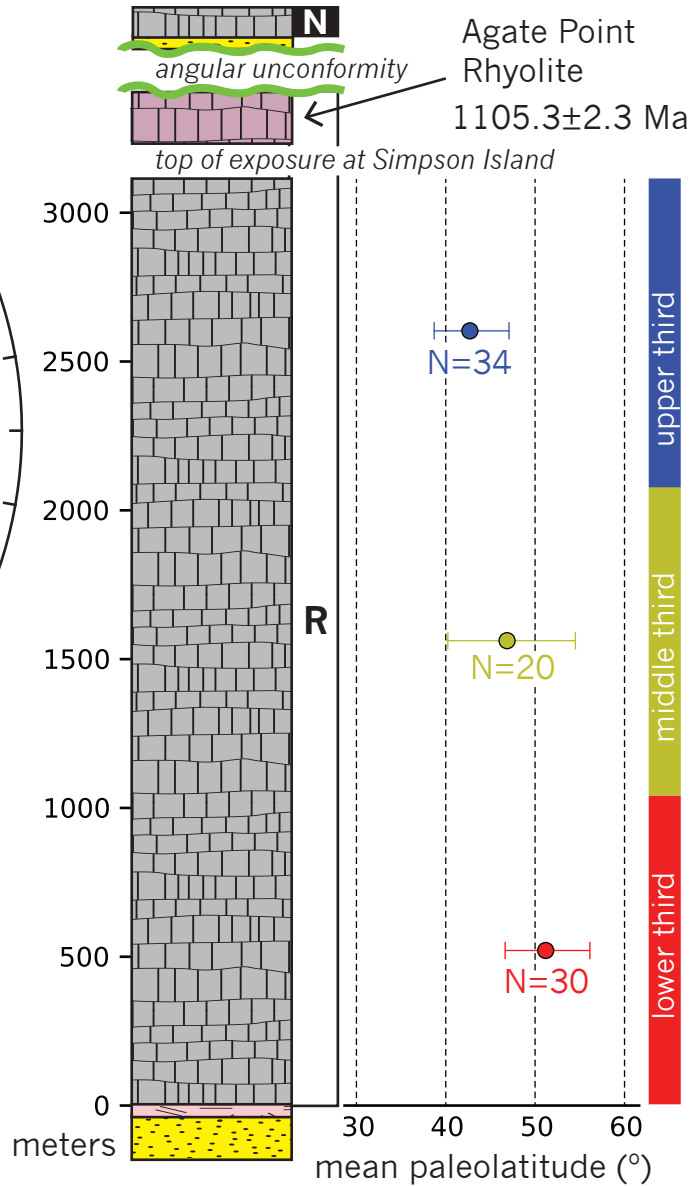 N
Agate Point
Rhyolite
1105.3±2.3 Ma
angular unconformity
top of exposure at Simpson Island
3000
2500
N=34
upper third
2000
R
1500
N=20
middle third
1000
500
N=30
lower third
0
30 40 50 60
meters
mean paleolatitude (º)